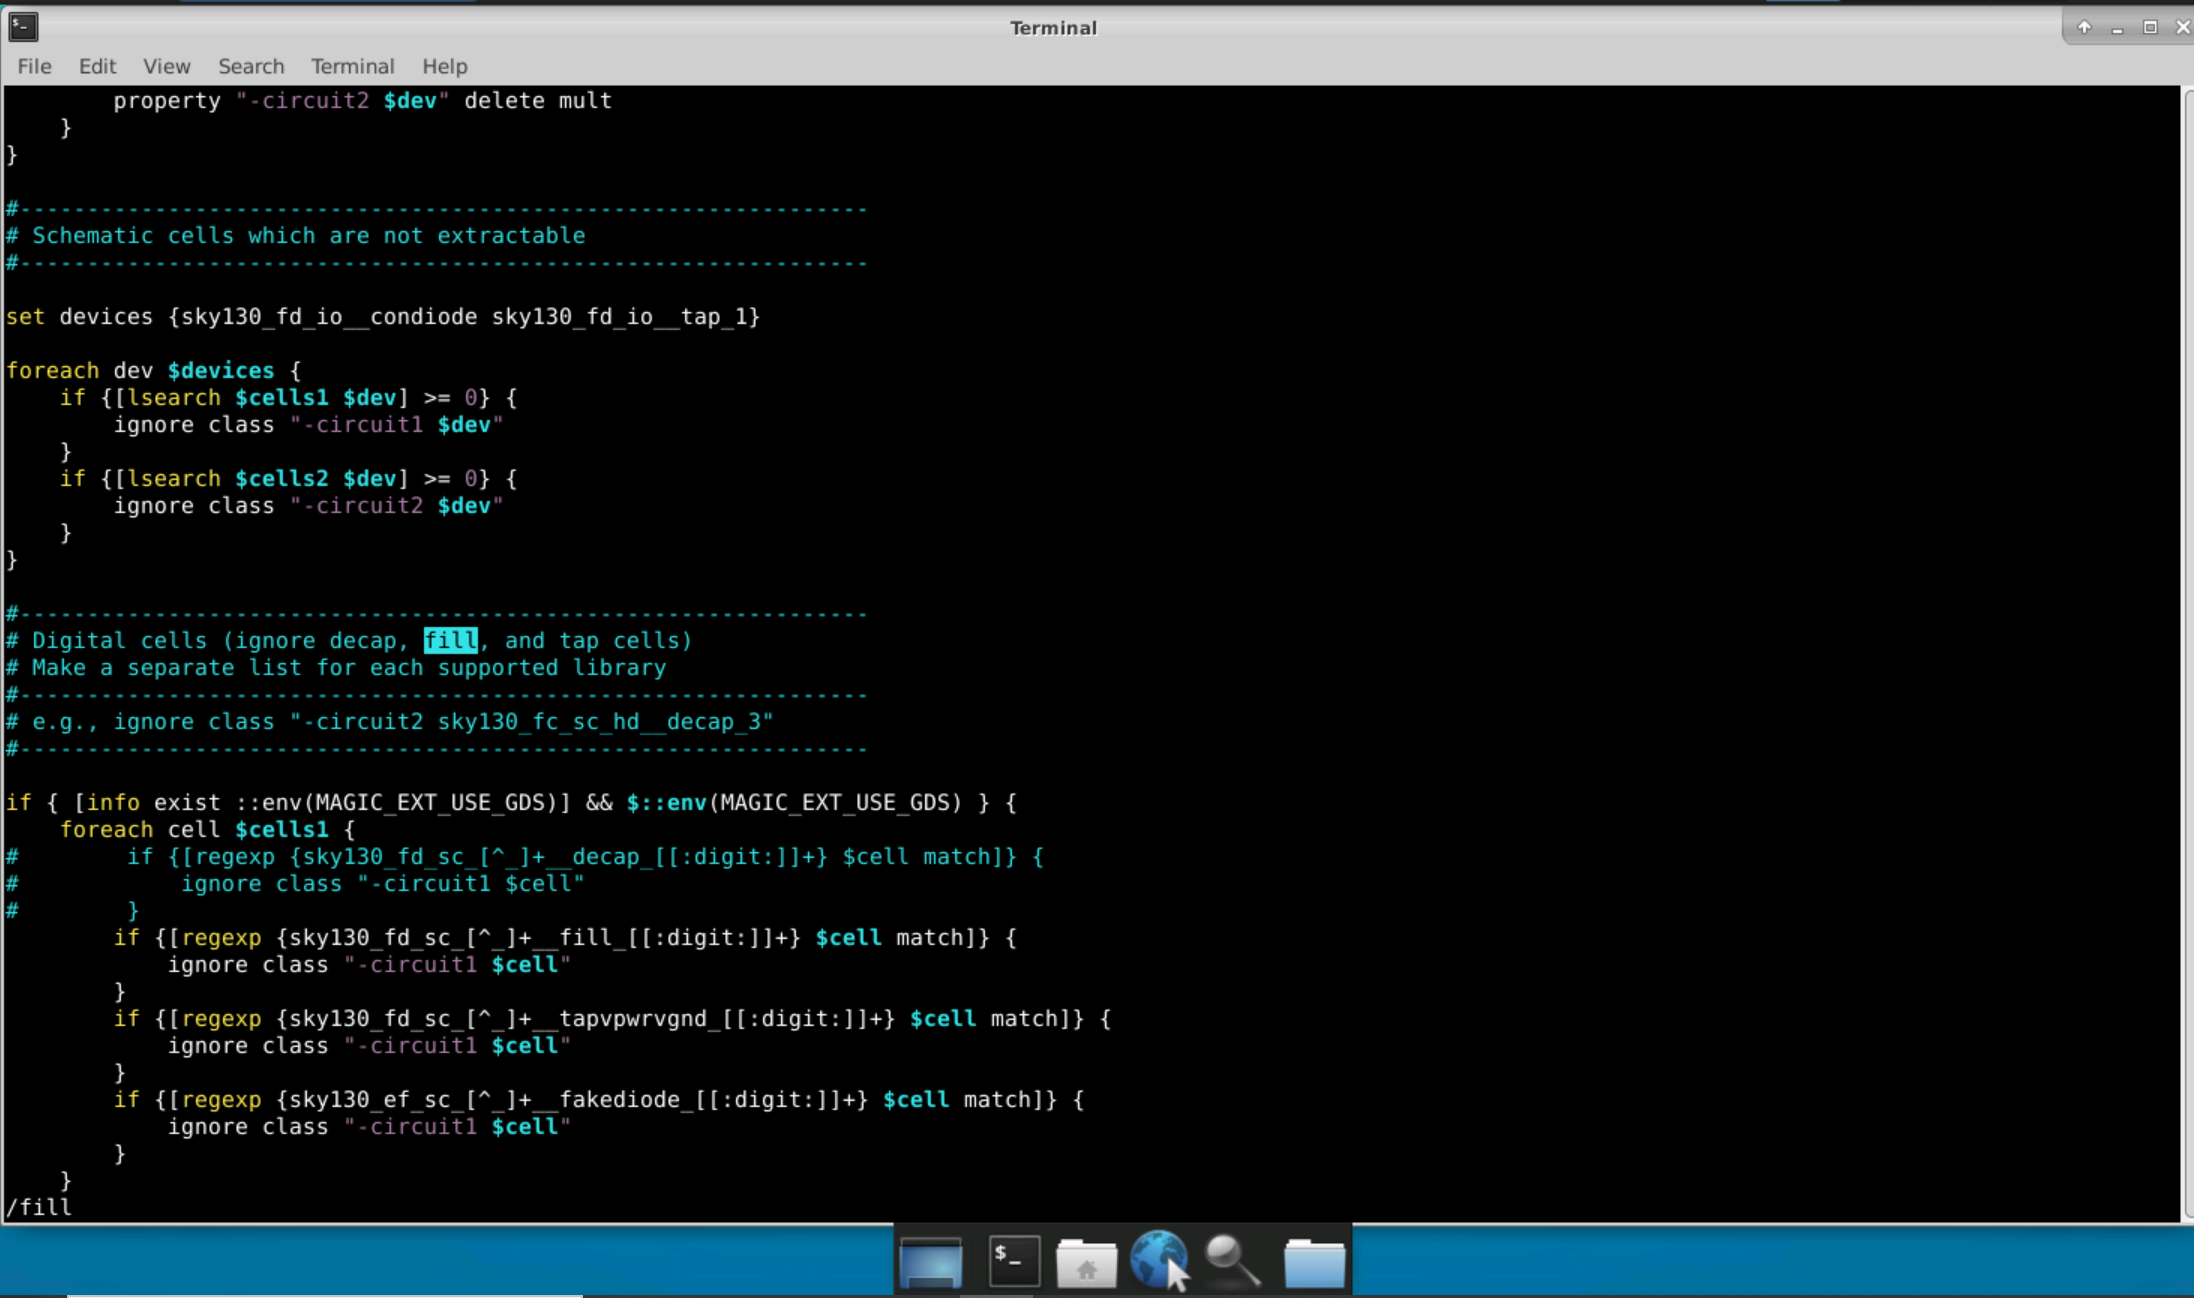 Terminal
File Edit View Search Terminal Help
        property "-circuit2 $dev" delete mult
    }
}
#---------------------------------------------------------------
# Schematic cells which are not extractable
#---------------------------------------------------------------
set devices {sky130_fd_io__condiode sky130_fd_io__tap_1}
foreach dev $devices {
    if {[lsearch $cells1 $dev] >= 0} {
        ignore class "-circuit1 $dev"
    }
    if {[lsearch $cells2 $dev] >= 0} {
        ignore class "-circuit2 $dev"
    }
}
#---------------------------------------------------------------
# Digital cells (ignore decap, fill, and tap cells)
# Make a separate list for each supported library
#---------------------------------------------------------------
# e.g., ignore class "-circuit2 sky130_fc_sc_hd__decap_3"
#---------------------------------------------------------------
if { [info exist ::env(MAGIC_EXT_USE_GDS)] && $::env(MAGIC_EXT_USE_GDS) } {
    foreach cell $cells1 {
#        if {[regexp {sky130_fd_sc_[^_]+__decap_[[:digit:]]+} $cell match]} {
#            ignore class "-circuit1 $cell"
#        }
        if {[regexp {sky130_fd_sc_[^_]+__fill_[[:digit:]]+} $cell match]} {
            ignore class "-circuit1 $cell"
        }
        if {[regexp {sky130_fd_sc_[^_]+__tapvpwrvgnd_[[:digit:]]+} $cell match]} {
            ignore class "-circuit1 $cell"
        }
        if {[regexp {sky130_ef_sc_[^_]+__fakediode_[[:digit:]]+} $cell match]} {
            ignore class "-circuit1 $cell"
        }
    }
/fill